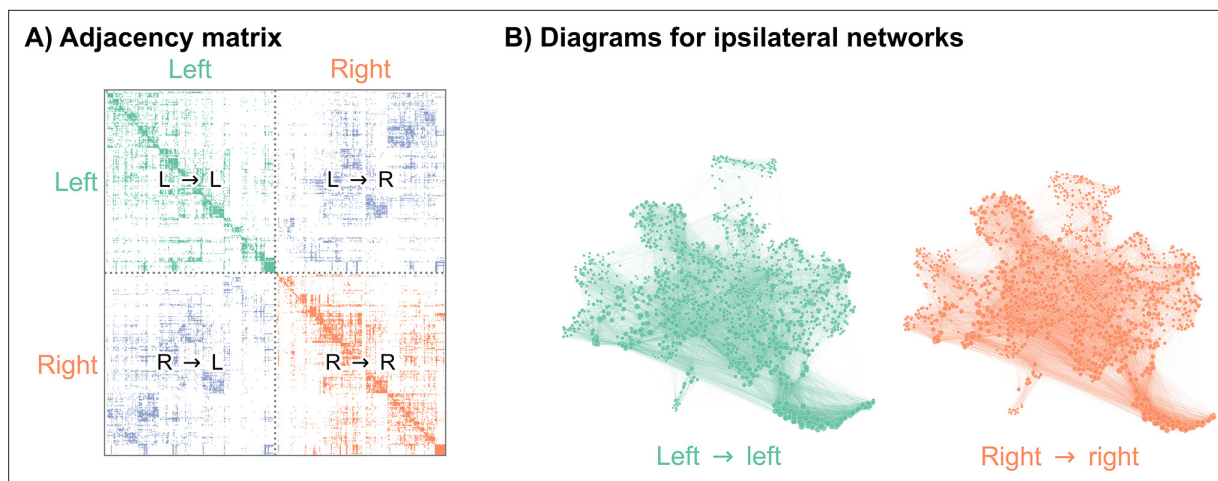 A) Adjacency matrix
Left Right
Left
L → L
L → R
Right
R → L
R → R
B) Diagrams for ipsilateral networks
Left → left
Right → right